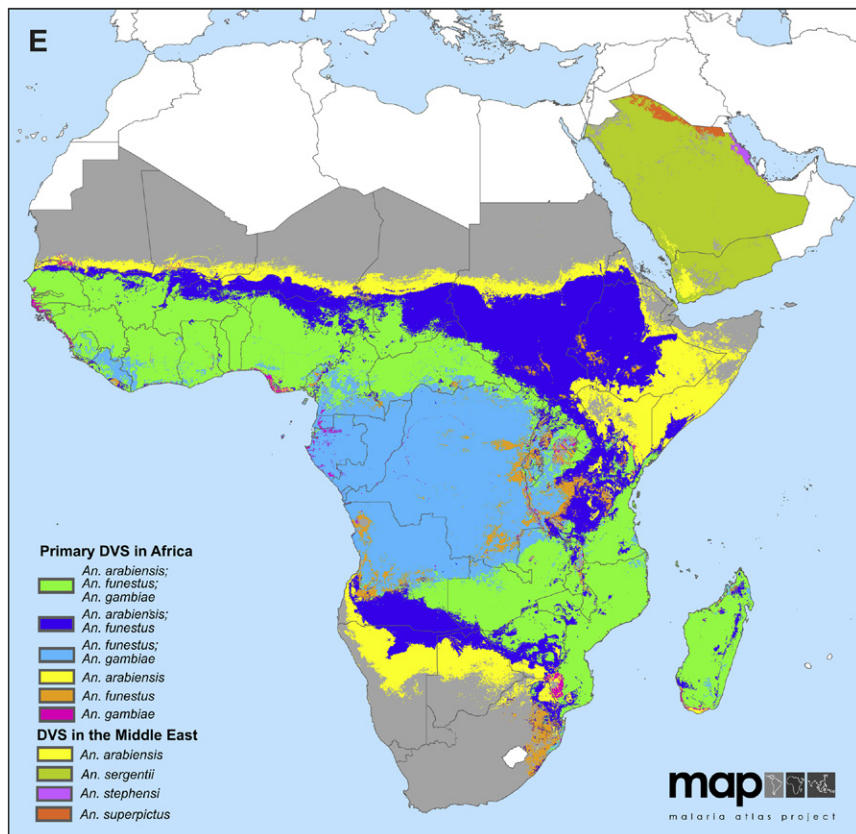 E
Primary DVS in Africa
An. arabiensis;
An. funestus;
An. gambiae
An. arabiensis;
An. funestus
An. funestus;
An. gambiae
An. arabiensis
An. funestus
An. gambiae
DVS in the Middle East
An. arabiensis
An. sergentii
An. stephensi
An. superpictus
map
malaria atlas project